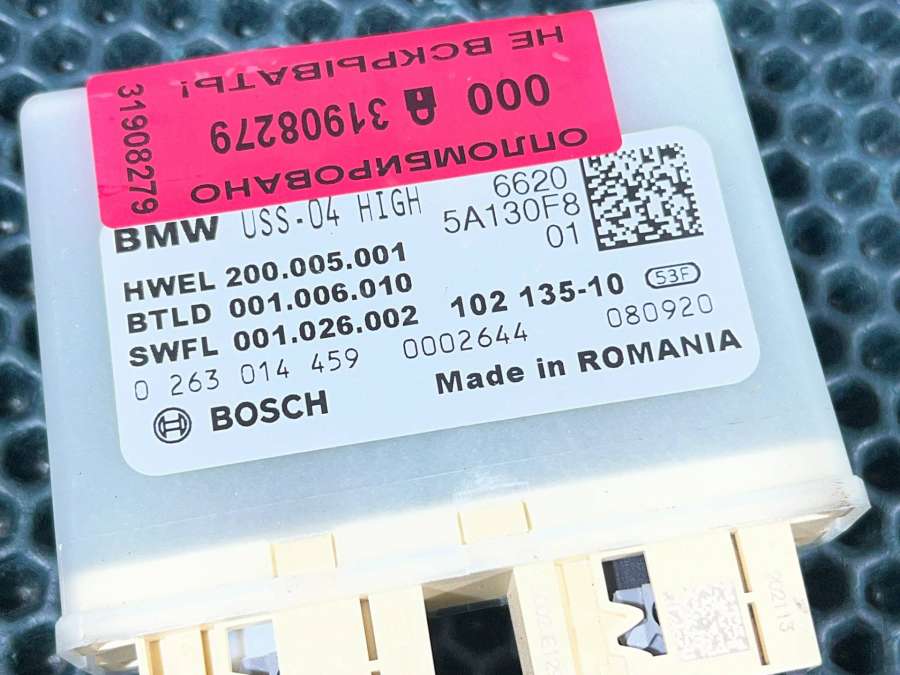 ОПЛОМБИРОВАНО
ООО 31908279
НЕ ВСКРЫВАТЬ!
31908279
BMW USS-04 HIGH
6620
5A130F8
01
HWEL 200.005.001
BTLD 001.006.010
SWFL 001.026.002
102 135-10 53F
0 263 014 459 0002644 080920
BOSCH Made in ROMANIA